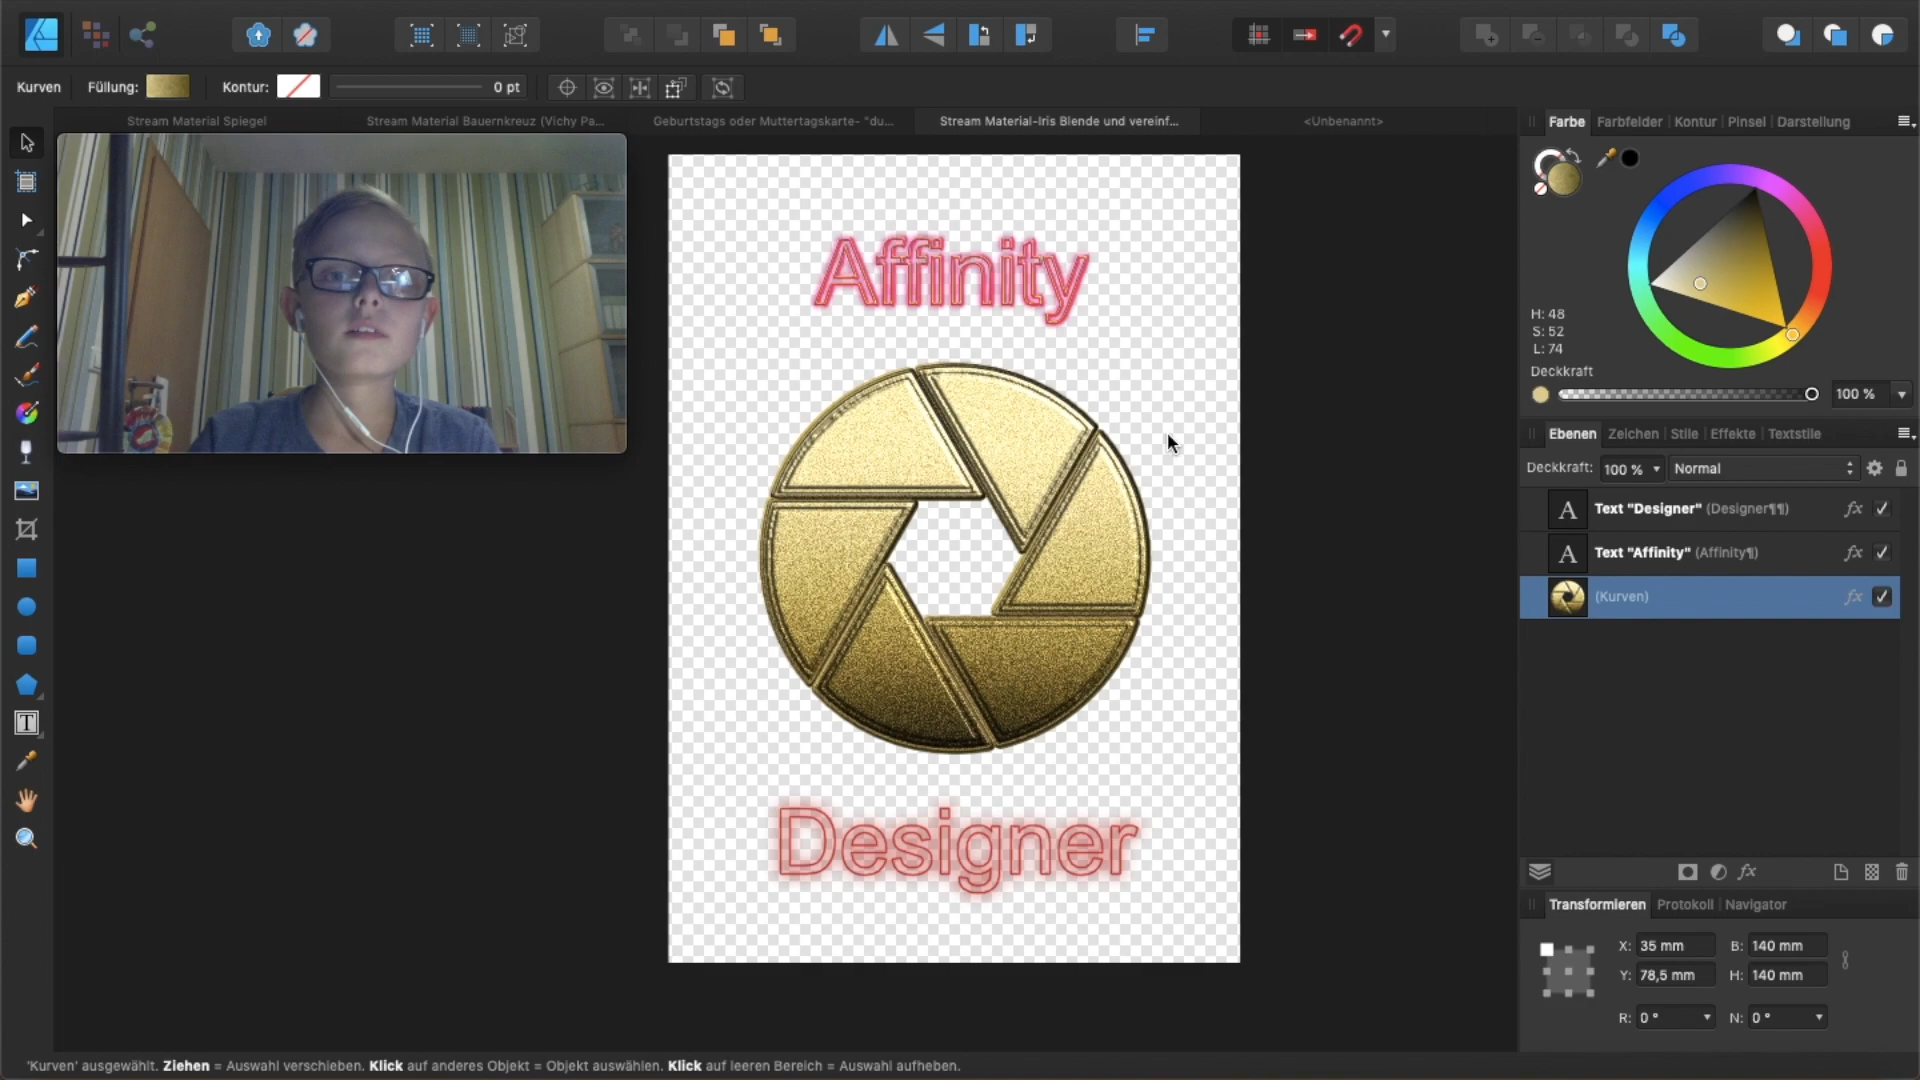 Kurven Füllung: Kontur: 0 pt
Stream Material Spiegel
Stream Material Bauernkreuz (Vichy Pa...
Geburtstags oder Muttertagskarte- "du...
Stream Material-Iris Blende und vereinf...
<Unbenannt>
Affinity
Designer
Farbe Farbfelder Kontur Pinsel Darstellung
H: 48
S: 52
L: 74
Deckkraft
100 %
Ebenen Zeichen Stile Effekte Textstile
Deckkraft: 100 % Normal
A Text "Designer" (Designer¶¶) fx
A Text "Affinity" (Affinity¶) fx
(Kurven) fx
fx
Transformieren Protokoll Navigator
X: 35 mm B: 140 mm
Y: 78,5 mm H: 140 mm
R: 0 ° N: 0 °
T
'Kurven' ausgewählt. Ziehen = Auswahl verschieben. Klick auf anderes Objekt = Objekt auswählen. Klick auf leeren Bereich = Auswahl aufheben.